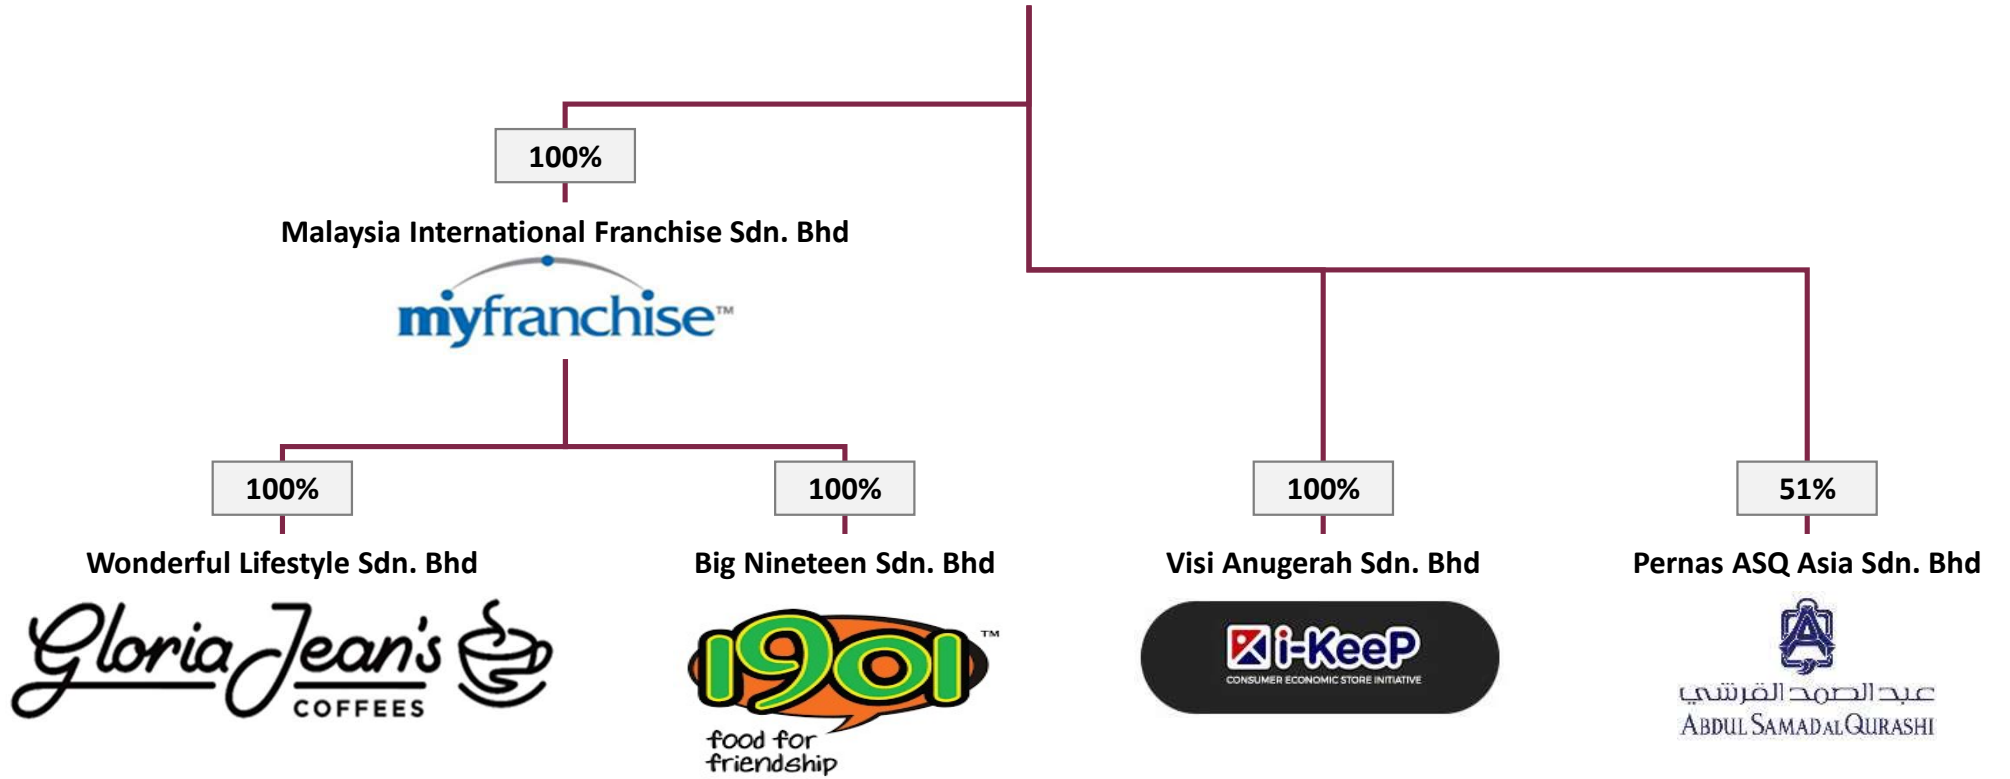 100%
Malaysia International Franchise Sdn. Bhd
myfranchise™
100%
100%
100%
51%
Wonderful Lifestyle Sdn. Bhd
Big Nineteen Sdn. Bhd
Visi Anugerah Sdn. Bhd
Pernas ASQ Asia Sdn. Bhd
Gloria Jean's
COFFEES
1901™
food for
friendship
i-KeeP
CONSUMER ECONOMIC STORE INITIATIVE
عبدالصمد القرشي
ABDUL SAMAD AL QURASHI